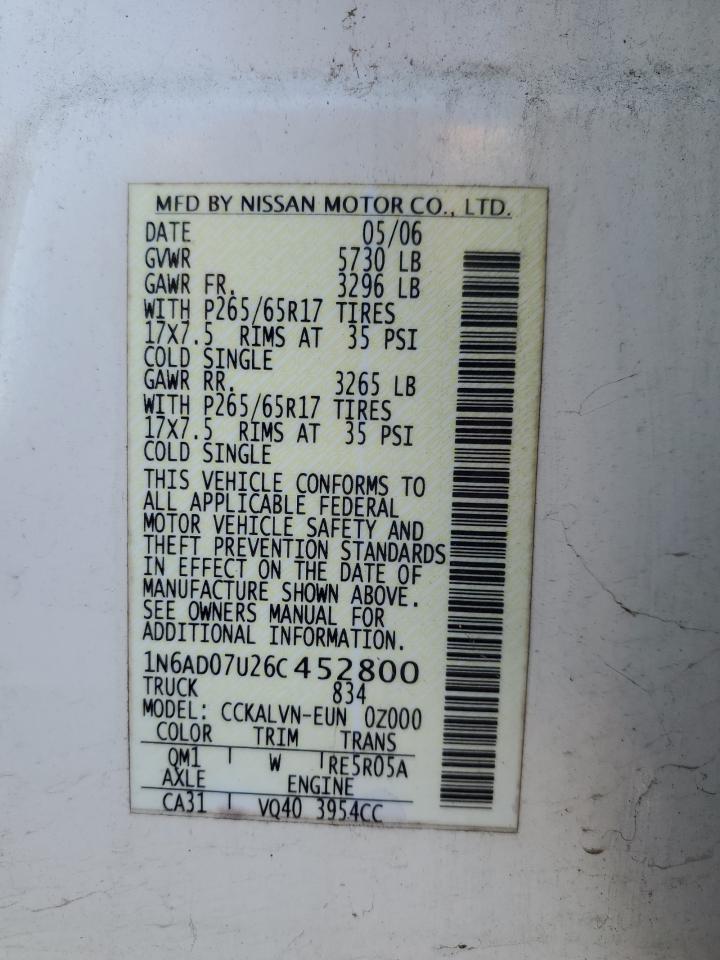 MFD BY NISSAN MOTOR CO., LTD.
DATE 05/06
GVWR 5730 LB
GAWR FR. 3296 LB
WITH P265/65R17 TIRES
17X7.5 RIMS AT 35 PSI
COLD SINGLE
GAWR RR. 3265 LB
WITH P265/65R17 TIRES
17X7.5 RIMS AT 35 PSI
COLD SINGLE
THIS VEHICLE CONFORMS TO
ALL APPLICABLE FEDERAL
MOTOR VEHICLE SAFETY AND
THEFT PREVENTION STANDARDS
IN EFFECT ON THE DATE OF
MANUFACTURE SHOWN ABOVE.
SEE OWNERS MANUAL FOR
ADDITIONAL INFORMATION.
1N6AD07U26C452800
TRUCK 834
MODEL: CCKALVN-EUN 0Z000
COLOR TRIM TRANS
QM1 W RE5R05A
AXLE ENGINE
CA31 VQ40 3954CC